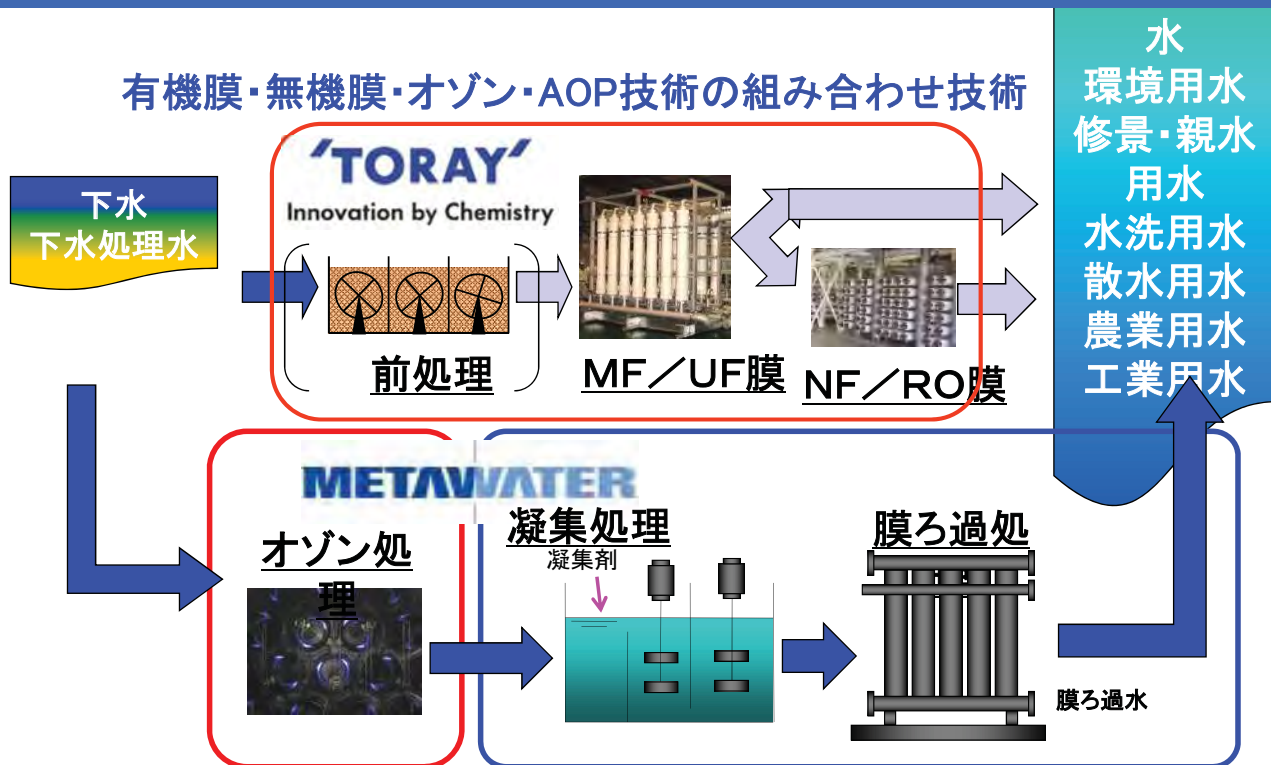 有機膜・無機膜・オゾン・AOP技術の組み合わせ技術
水
環境用水
修景・親水
用水
水洗用水
散水用水
農業用水
工業用水
下水
下水処理水
'TORAY'
Innovation by Chemistry
前処理
MF／UF膜
NF／RO膜
METAWATER
オゾン処
理
凝集処理
凝集剤
膜ろ過処
膜ろ過水